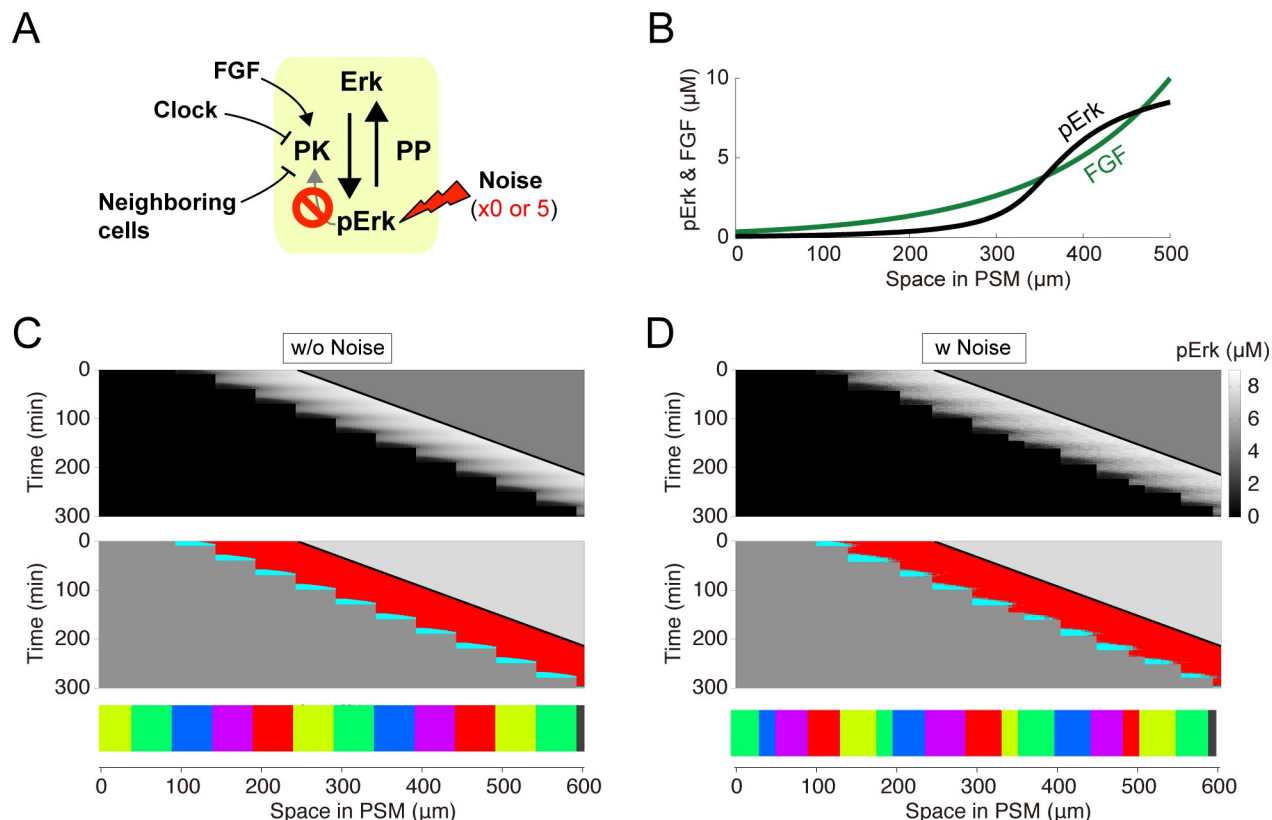 A
FGF
Clock
Neighboring
cells
PK
Erk
PP
pErk
Noise
(x0 or 5)
B
pErk & FGF (µM)
10
5
0
pErk
FGF
0 100 200 300 400 500
Space in PSM (µm)
C
w/o Noise
Time (min)
0
100
200
300
Time (min)
0
100
200
300
0 100 200 300 400 500 600
Space in PSM (µm)
D
w Noise
pErk (µM)
8
6
4
2
0
Time (min)
0
100
200
300
Time (min)
0
100
200
300
0 100 200 300 400 500 600
Space in PSM (µm)